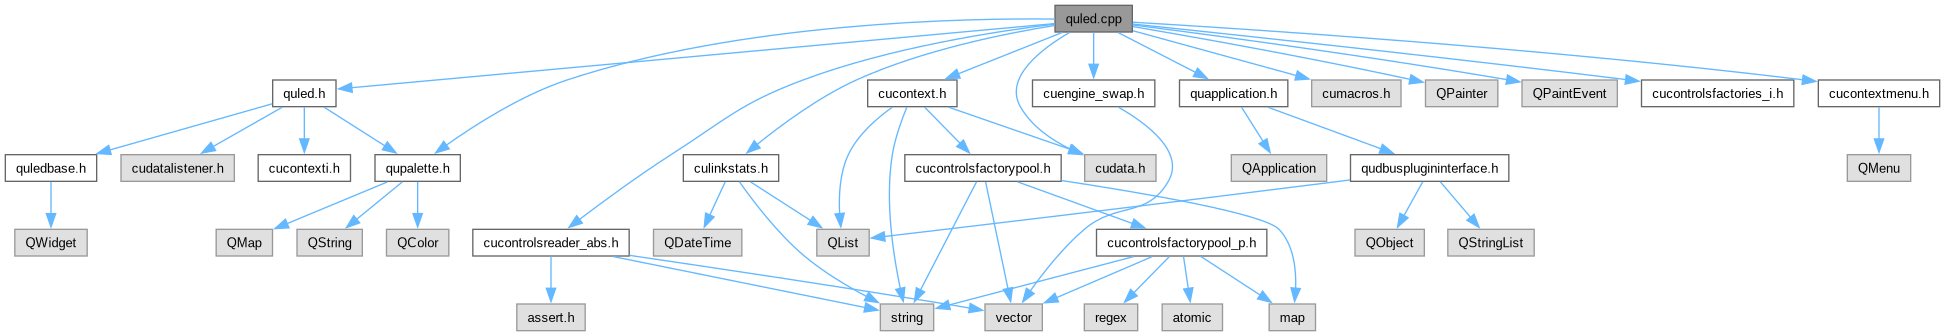 quled.cpp
quled.h
cucontext.h
cuengine_swap.h
quapplication.h
cumacros.h
QPainter
QPaintEvent
cucontrolsfactories_i.h
cucontextmenu.h
quledbase.h
cudatalistener.h
cucontexti.h
qupalette.h
culinkstats.h
cucontrolsfactorypool.h
cudata.h
QApplication
qudbusplugininterface.h
QMenu
QWidget
QMap
QString
QColor
cucontrolsreader_abs.h
QDateTime
QList
cucontrolsfactorypool_p.h
QObject
QStringList
assert.h
string
vector
regex
atomic
map